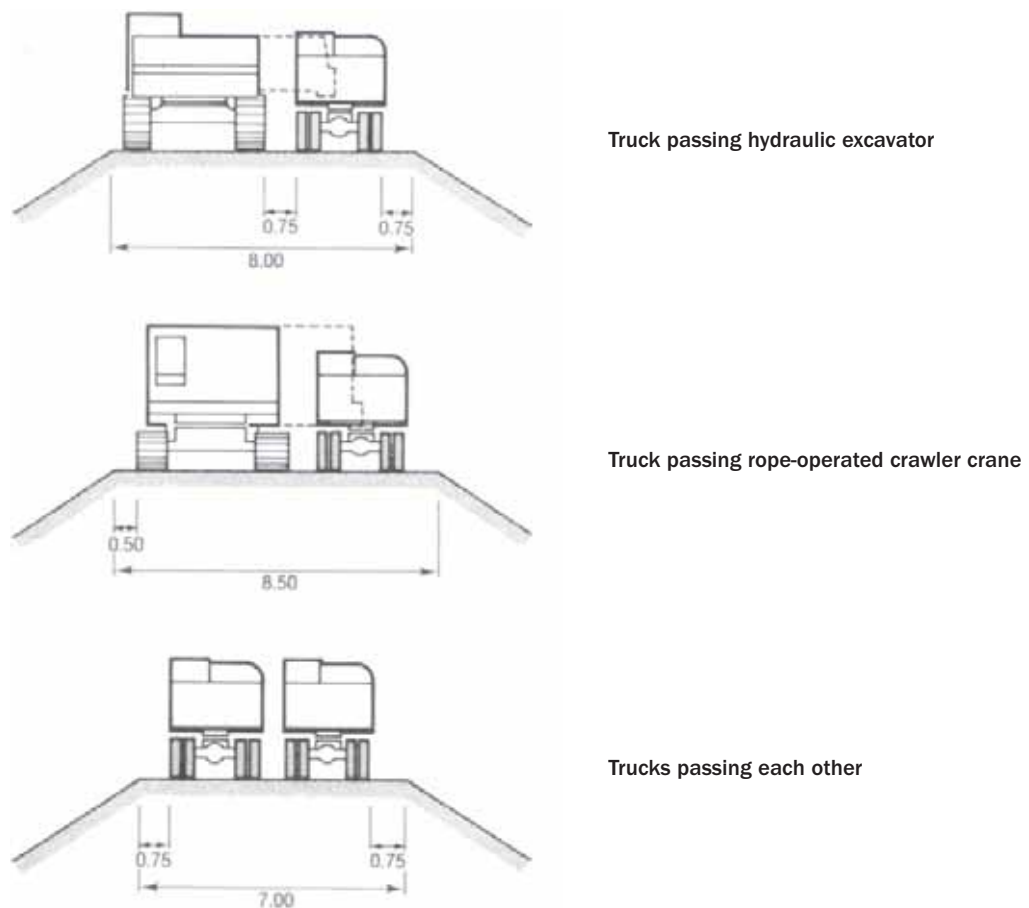 Truck passing hydraulic excavator
0.75 0.75
8.00
Truck passing rope-operated crawler crane
0.50
8.50
Trucks passing each other
0.75 0.75
7.00